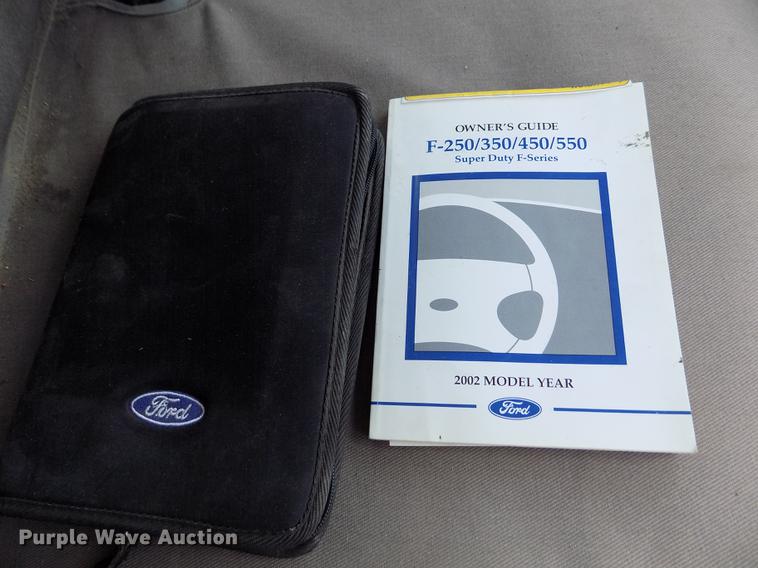 OWNER'S GUIDE
F-250/350/450/550
Super Duty F-Series
2002 MODEL YEAR
Ford
Ford
Purple Wave Auction